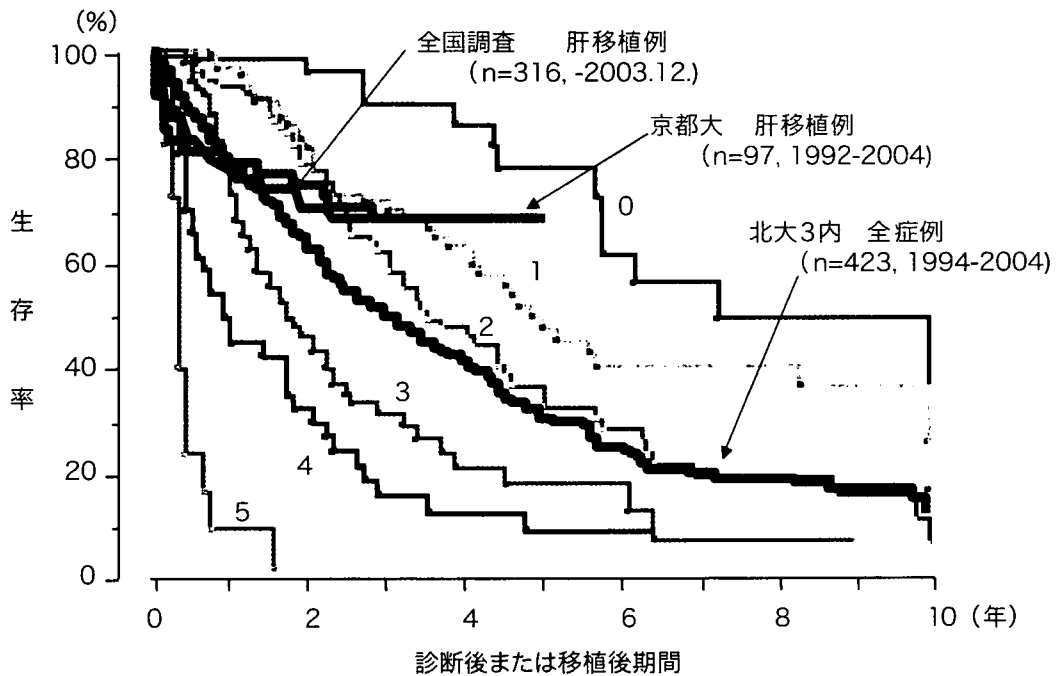 (%)
全国調査　肝移植例
(n=316, -2003.12.)
京都大　肝移植例
(n=97, 1992-2004)
北大3内　全症例
(n=423, 1994-2004)
100
80
60
40
20
0
生存率
0
1
2
3
4
5
0
2
4
6
8
10（年）
診断後または移植後期間